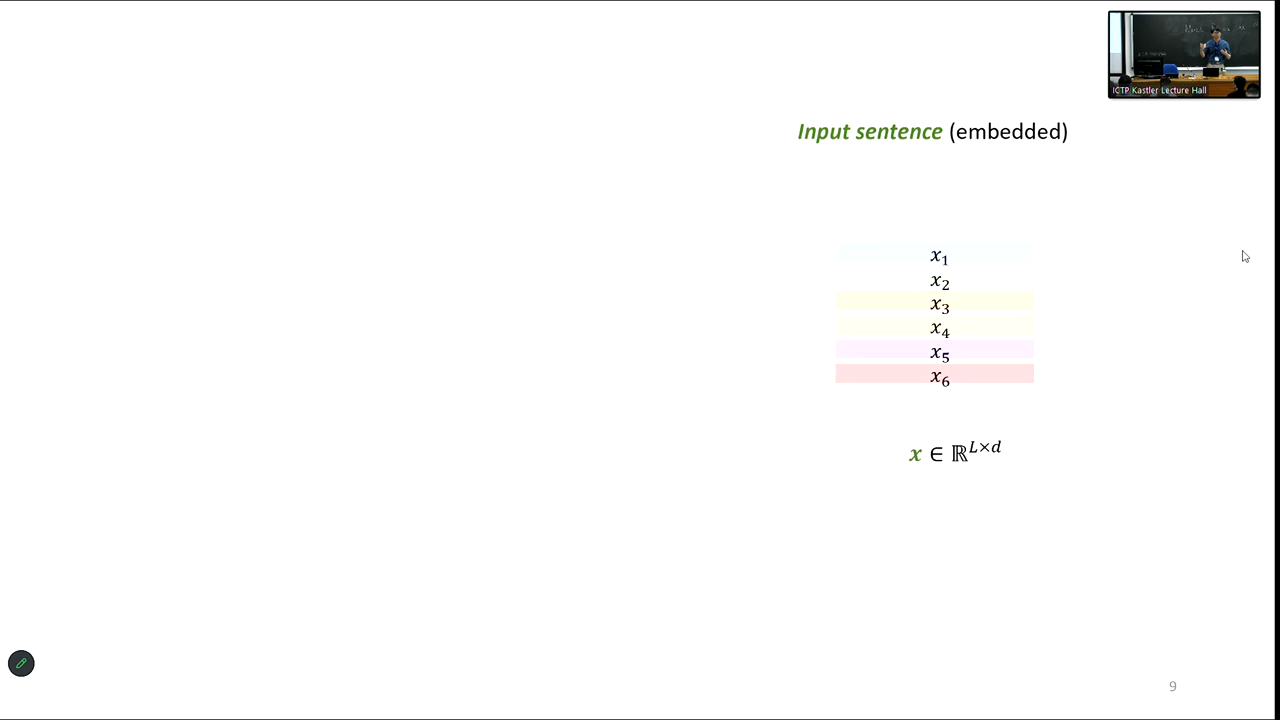 ICTP Kastler Lecture Hall
Input sentence (embedded)
x₁
x₂
x₃
x₄
x₅
x₆
x ∈ ℝ^{L×d}
9